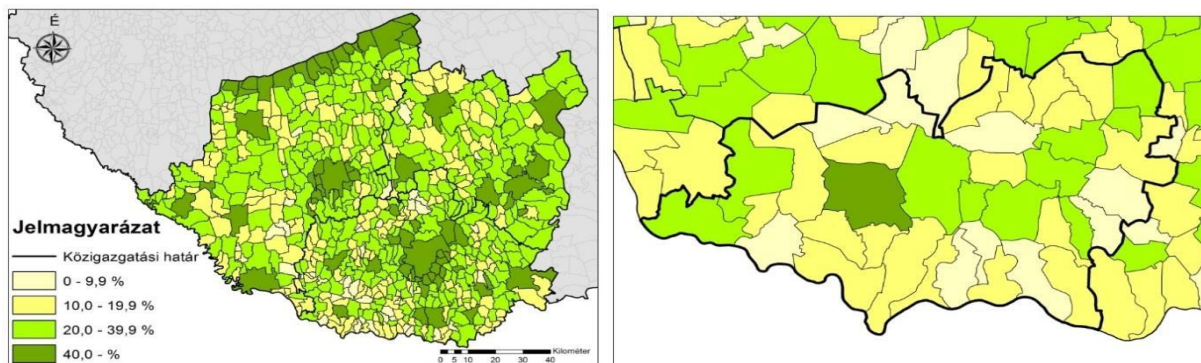 É
Jelmagyarázat
Közigazgatási határ
0 - 9,9 %
10,0 - 19,9 %
20,0 - 39,9 %
40,0 - %
Kilométer
0 5 10 20 30 40